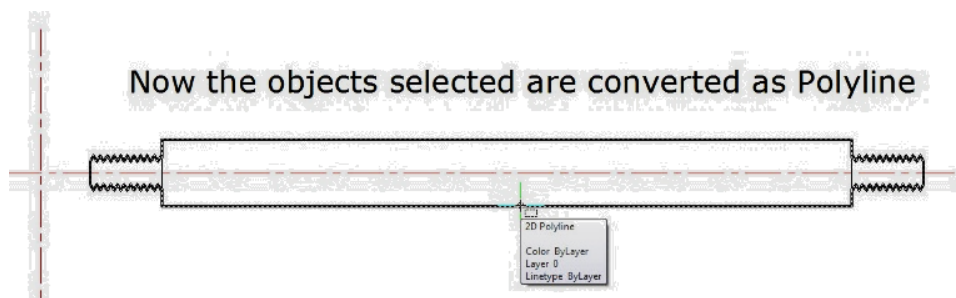 Now the objects selected are converted as Polyline
2D Polyline
Color ByLayer
Layer 0
Linetype ByLayer